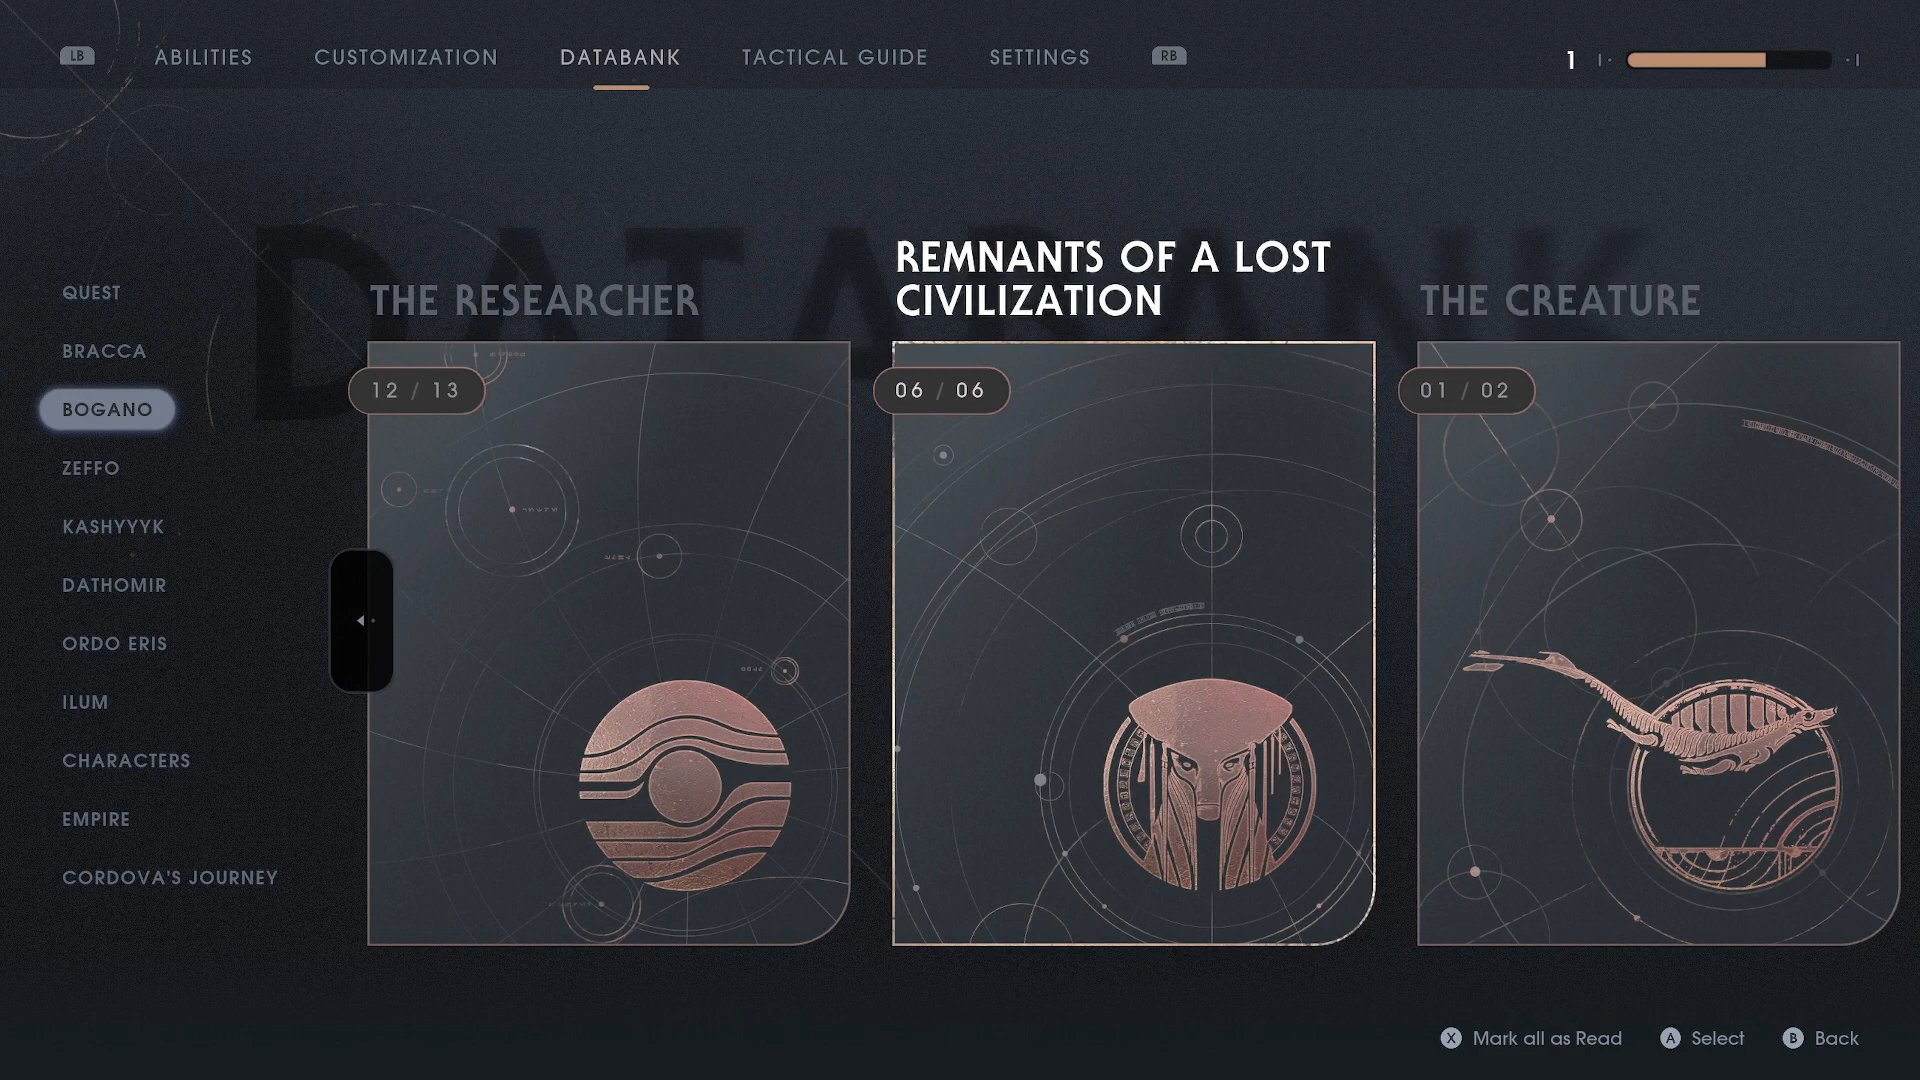 LB ABILITIES CUSTOMIZATION DATABANK TACTICAL GUIDE SETTINGS RB 1
DATABANK
QUEST
BRACCA
BOGANO
ZEFFO
KASHYYYK
DATHOMIR
ORDO ERIS
ILUM
CHARACTERS
EMPIRE
CORDOVA'S JOURNEY
THE RESEARCHER
12 / 13
REMNANTS OF A LOST
CIVILIZATION
06 / 06
THE CREATURE
01 / 02
X Mark all as Read A Select B Back